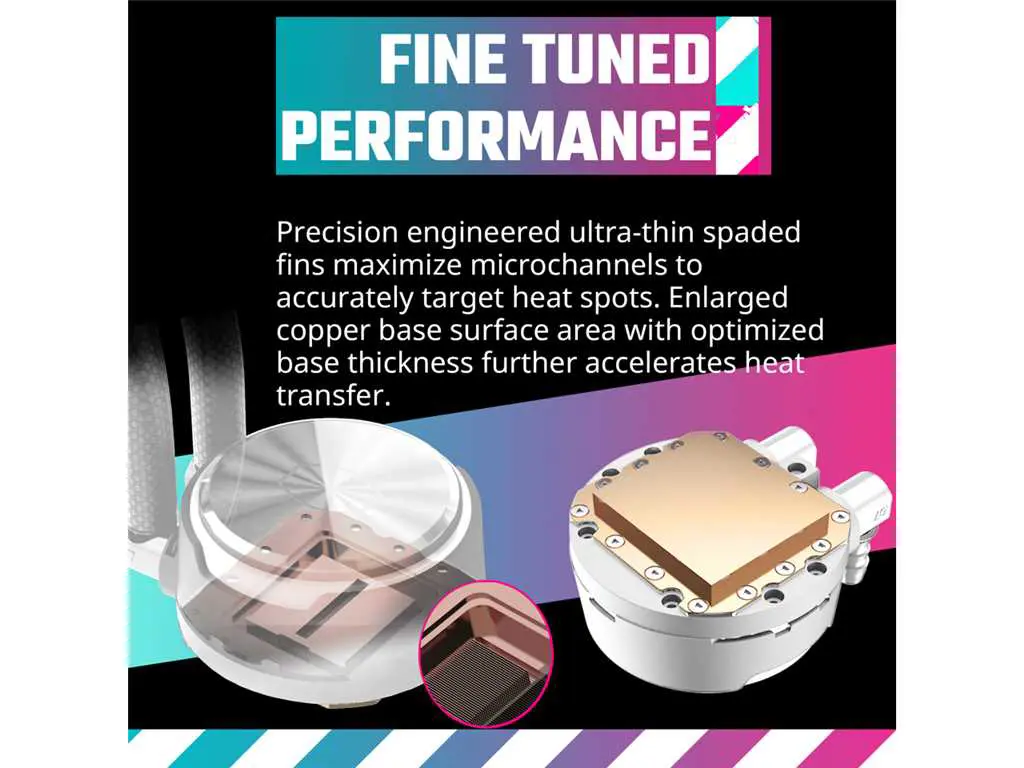 FINE TUNED
PERFORMANCE
Precision engineered ultra-thin spaded
fins maximize microchannels to
accurately target heat spots. Enlarged
copper base surface area with optimized
base thickness further accelerates heat
transfer.